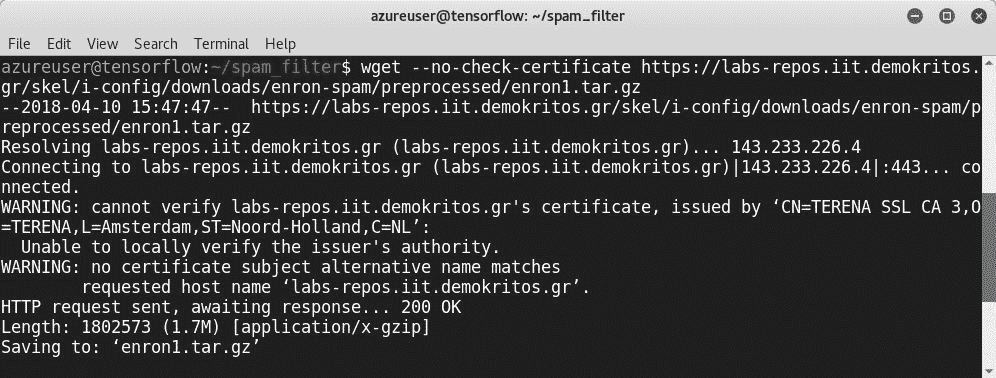 azureuser@tensorflow: ~/spam_filter
File Edit View Search Terminal Help
azureuser@tensorflow:~/spam_filter$ wget --no-check-certificate https://labs-repos.iit.demokritos.
gr/skel/i-config/downloads/enron-spam/preprocessed/enron1.tar.gz
--2018-04-10 15:47:47--  https://labs-repos.iit.demokritos.gr/skel/i-config/downloads/enron-spam/p
reprocessed/enron1.tar.gz
Resolving labs-repos.iit.demokritos.gr (labs-repos.iit.demokritos.gr)... 143.233.226.4
Connecting to labs-repos.iit.demokritos.gr (labs-repos.iit.demokritos.gr)|143.233.226.4|:443... co
nnected.
WARNING: cannot verify labs-repos.iit.demokritos.gr's certificate, issued by ‘CN=TERENA SSL CA 3,O
=TERENA,L=Amsterdam,ST=Noord-Holland,C=NL’:
  Unable to locally verify the issuer's authority.
WARNING: no certificate subject alternative name matches
        requested host name ‘labs-repos.iit.demokritos.gr’.
HTTP request sent, awaiting response... 200 OK
Length: 1802573 (1.7M) [application/x-gzip]
Saving to: ‘enron1.tar.gz’